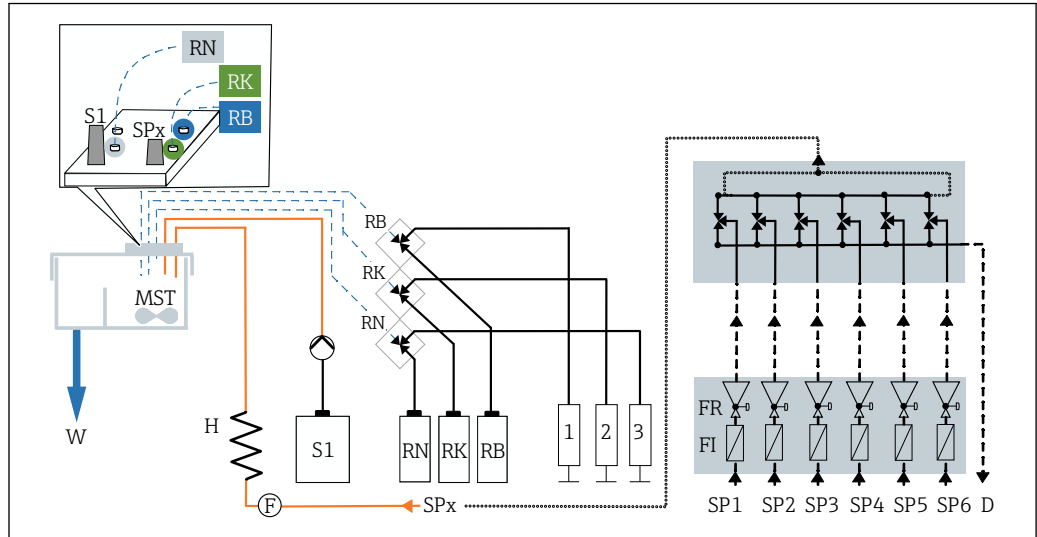 RN
RK
RB
S1
SPx
RB
RK
RN
MST
W
H
S1
RN RK RB
1 2 3
F
SPx
FR
FI
SP1 SP2 SP3 SP4 SP5 SP6 D